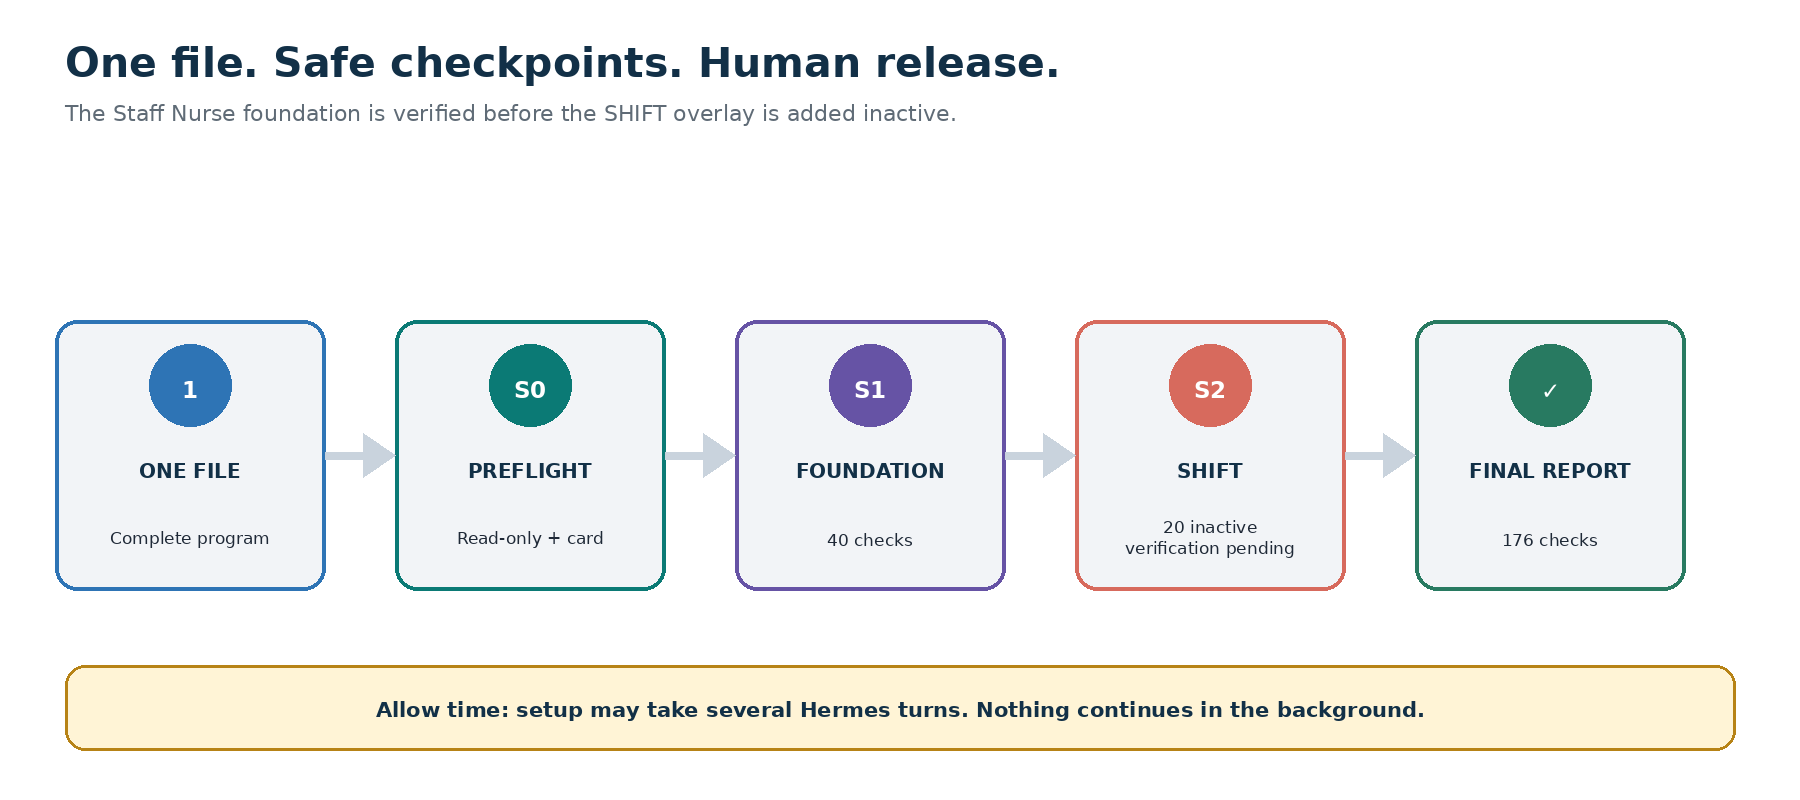 One file. Safe checkpoints. Human release.
The Staff Nurse foundation is verified before the SHIFT overlay is added inactive.
1
ONE FILE
Complete program
S0
PREFLIGHT
Read-only + card
S1
FOUNDATION
40 checks
S2
SHIFT
20 inactive
verification pending
✓
FINAL REPORT
176 checks
Allow time: setup may take several Hermes turns. Nothing continues in the background.